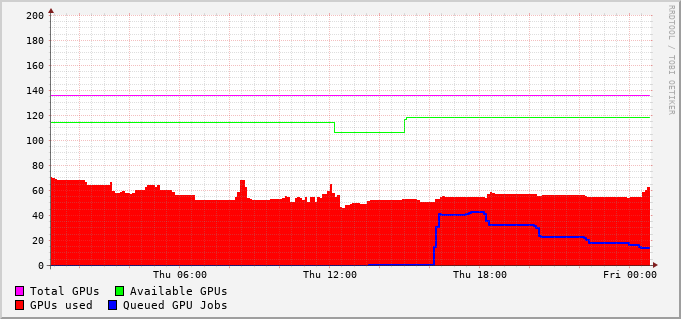 200
180
160
140
120
100
80
60
40
20
0
Thu 06:00 Thu 12:00 Thu 18:00 Fri 00:00
Total GPUs Available GPUs
GPUs used Queued GPU Jobs
RRDTOOL / TOBI OETIKER